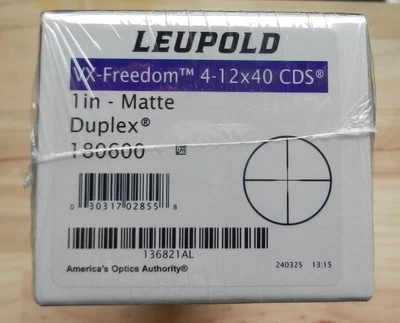 LEUPOLD
VX-Freedom™ 4-12x40 CDS®
1in - Matte
Duplex®
180600
0 30317 02855 8
136821AL
America's Optics Authority®
240325 13:15